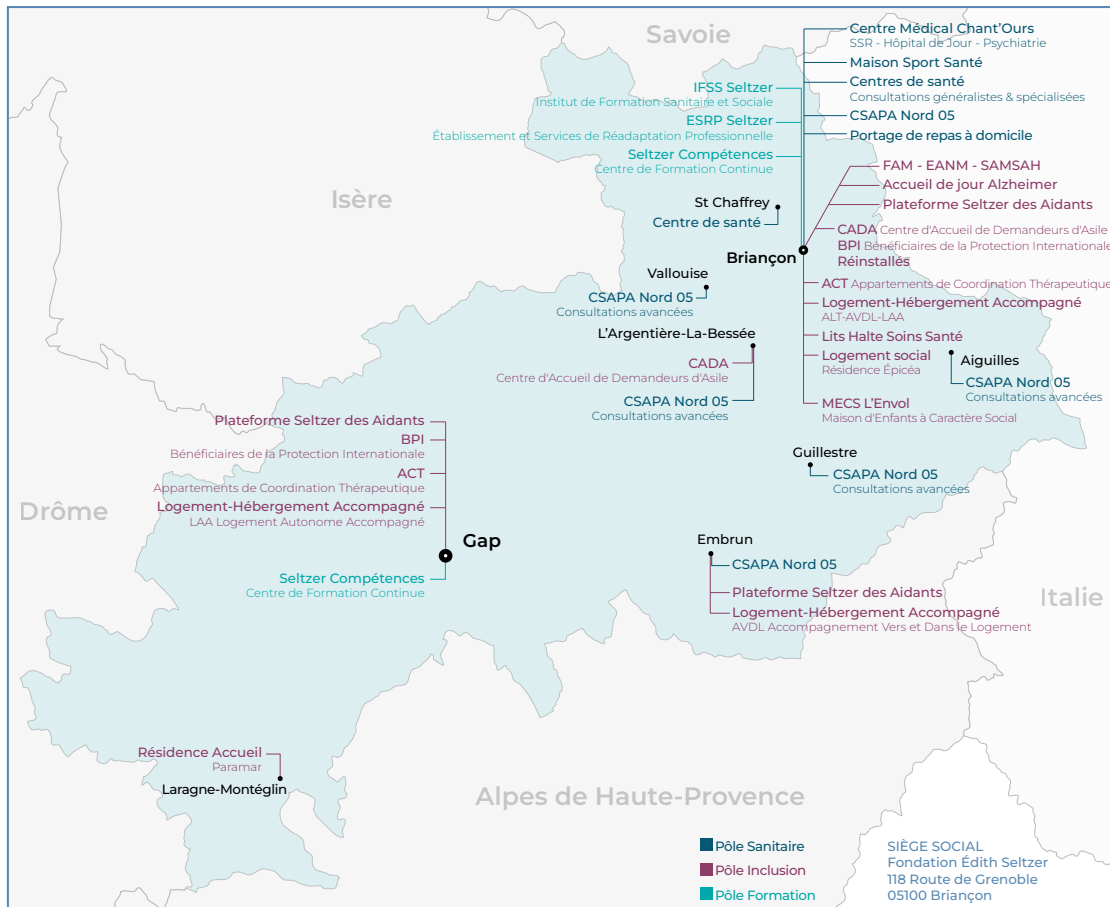 Savoie
Isère
Drôme
Italie
Alpes de Haute-Provence
Centre Médical Chant'Ours
SSR - Hôpital de Jour - Psychiatrie
Maison Sport Santé
Centres de santé
Consultations généralistes & spécialisées
CSAPA Nord 05
Portage de repas à domicile
IFSS Seltzer
Institut de Formation Sanitaire et Sociale
ESRP Seltzer
Établissement et Services de Réadaptation Professionnelle
Seltzer Compétences
Centre de Formation Continue
FAM - EANM - SAMSAH
Accueil de jour Alzheimer
Plateforme Seltzer des Aidants
CADA Centre d'Accueil de Demandeurs d'Asile
BPI Bénéficiaires de la Protection Internationale
Réinstallés
Briançon
ACT Appartements de Coordination Thérapeutique
Logement-Hébergement Accompagné
ALT-AVDL-LAA
Lits Halte Soins Santé
Logement social
Résidence Épicéa
MECS L'Envol
Maison d'Enfants à Caractère Social
St Chaffrey
Centre de santé
Vallouise
CSAPA Nord 05
Consultations avancées
L'Argentière-La-Bessée
CADA
Centre d'Accueil de Demandeurs d'Asile
CSAPA Nord 05
Consultations avancées
Aiguilles
CSAPA Nord 05
Consultations avancées
Guillestre
CSAPA Nord 05
Consultations avancées
Plateforme Seltzer des Aidants
BPI
Bénéficiaires de la Protection Internationale
ACT
Appartements de Coordination Thérapeutique
Logement-Hébergement Accompagné
LAA Logement Autonome Accompagné
Gap
Seltzer Compétences
Centre de Formation Continue
Embrun
CSAPA Nord 05
Plateforme Seltzer des Aidants
Logement-Hébergement Accompagné
AVDL Accompagnement Vers et Dans le Logement
Résidence Accueil
Paramar
Laragne-Montéglin
Pôle Sanitaire
Pôle Inclusion
Pôle Formation
SIÈGE SOCIAL
Fondation Édith Seltzer
118 Route de Grenoble
05100 Briançon